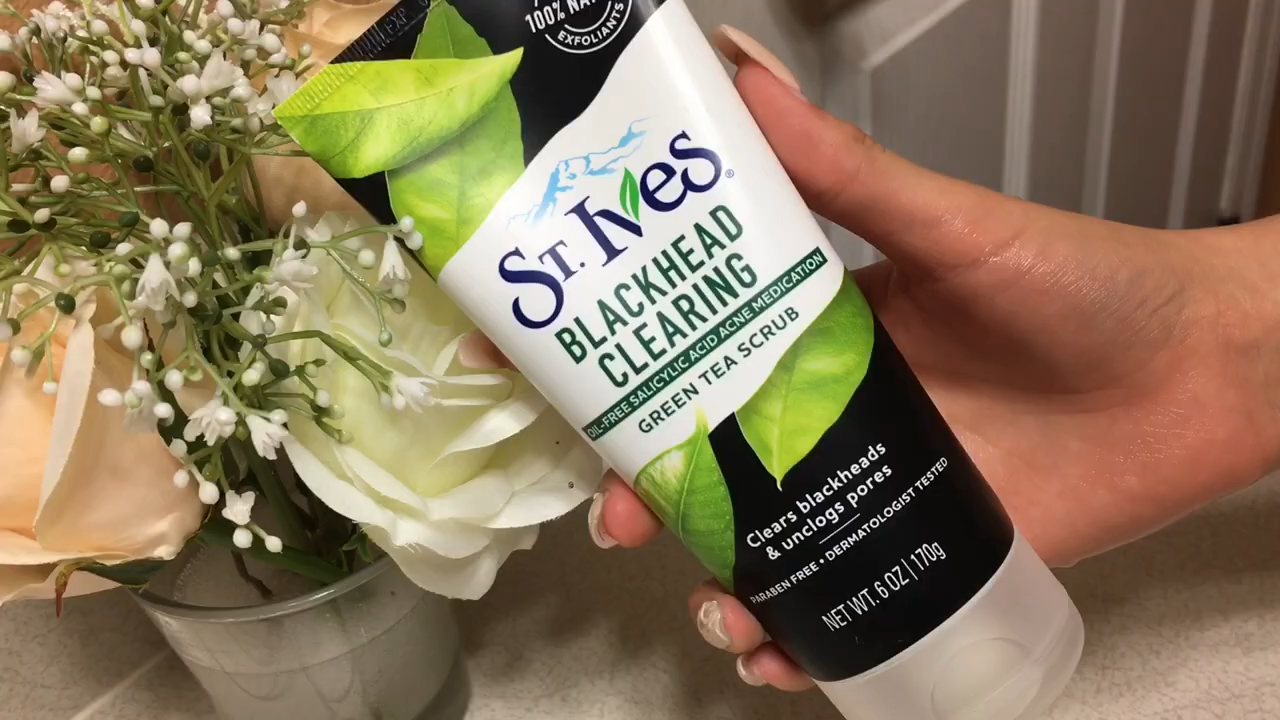 100%
EXFOLIANTS
ST. Ives®
BLACKHEAD
CLEARING
OIL-FREE SALICYLIC ACID ACNE MEDICATION
GREEN TEA SCRUB
Clears blackheads
& unclogs pores
PARABEN FREE • DERMATOLOGIST TESTED
NET WT. 6 OZ | 170g